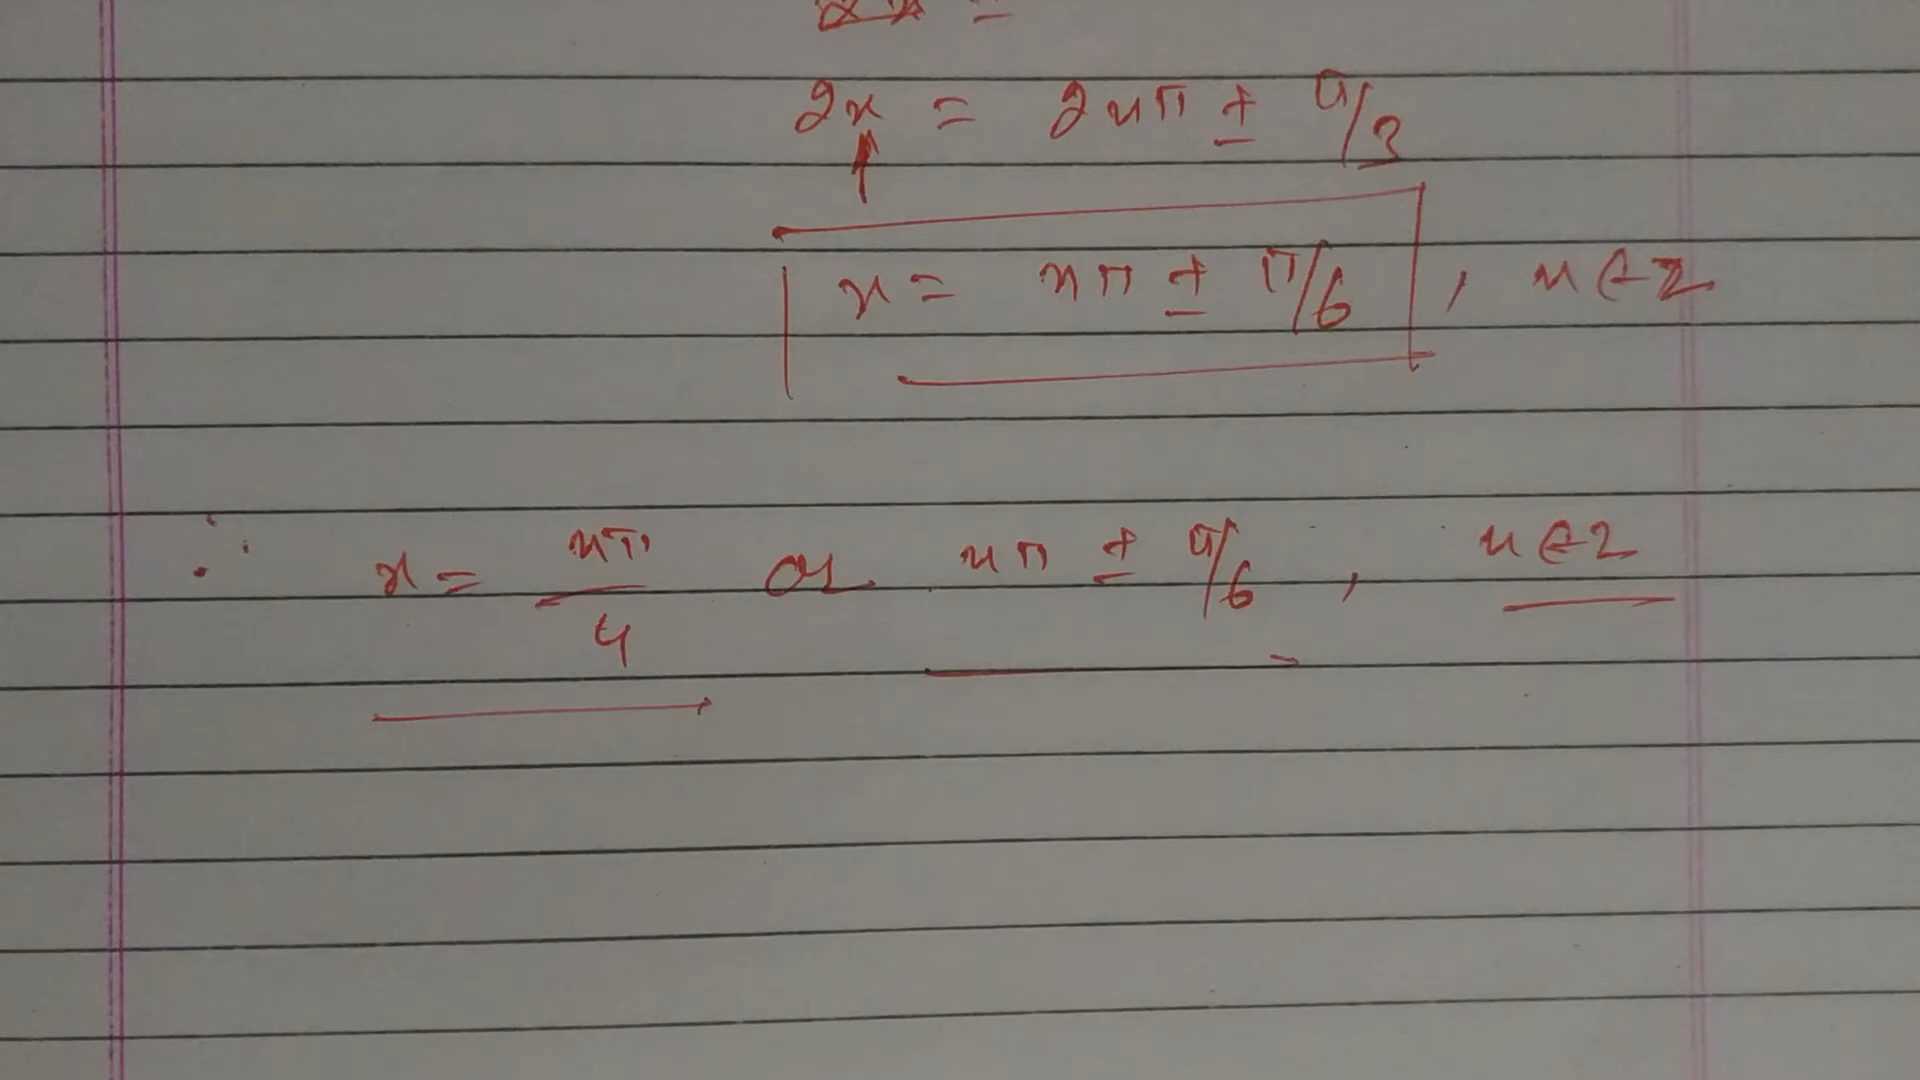 2x = 2nπ ± π/3
x = nπ ± π/6 , n ∈ Z
∴ x = nπ/4 or nπ ± π/6 , n ∈ Z